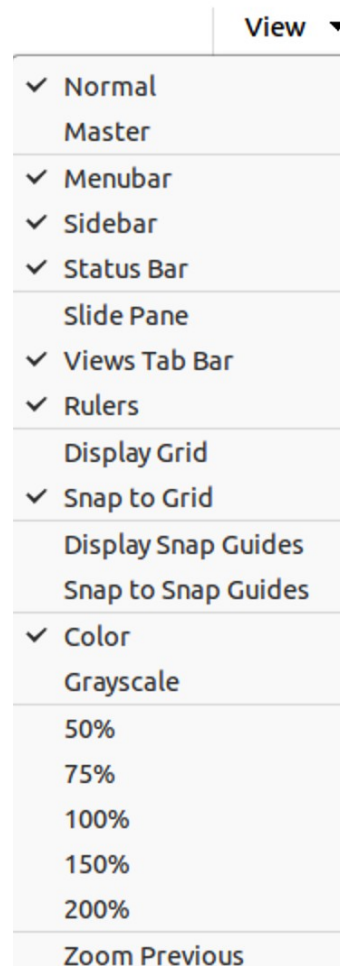 View
Normal
Master
Menubar
Sidebar
Status Bar
Slide Pane
Views Tab Bar
Rulers
Display Grid
Snap to Grid
Display Snap Guides
Snap to Snap Guides
Color
Grayscale
50%
75%
100%
150%
200%
Zoom Previous